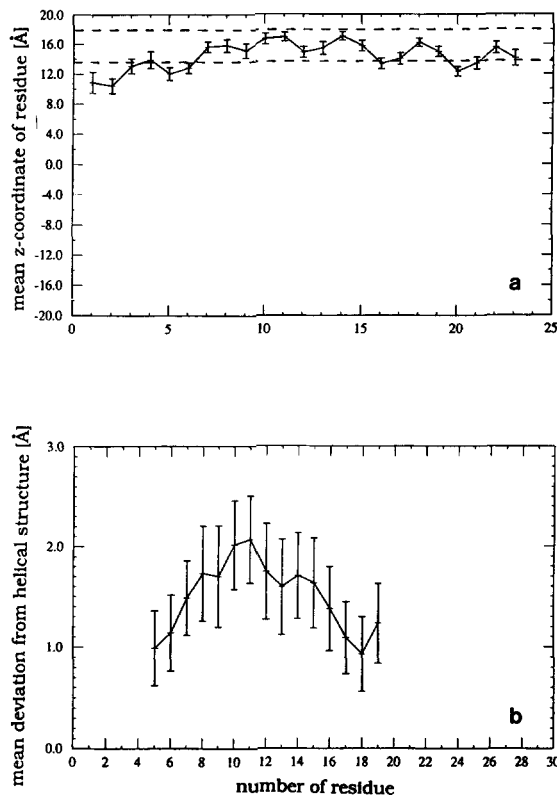 mean z-coordinate of residue [Å]
20.0
16.0
12.0
8.0
4.0
0.0
-4.0
-8.0
-12.0
-16.0
-20.0
0 5 10 15 20 25
a
mean deviation from helical structure [Å]
3.0
2.0
1.0
0.0
0 2 4 6 8 10 12 14 16 18 20 22 24 26 28 30
b
number of residue